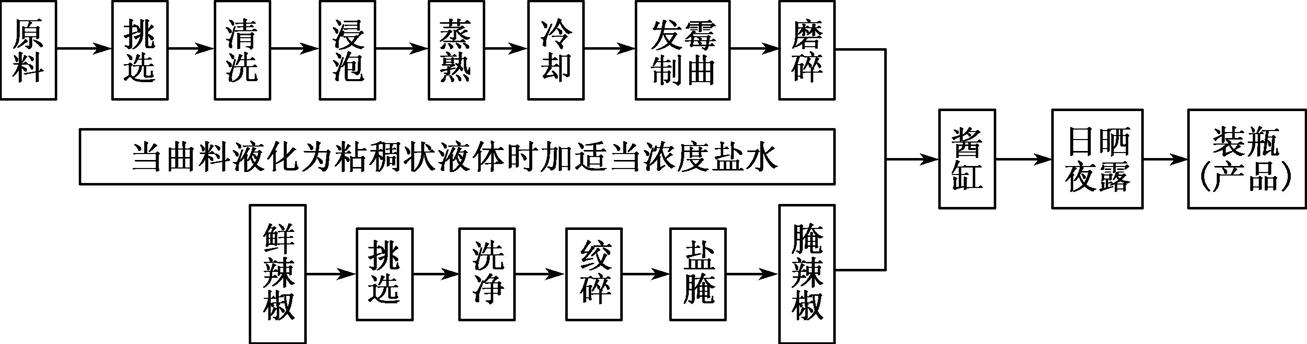 原料
挑选
清洗
浸泡
蒸熟
冷却
发霉
制曲
磨碎
当曲料液化为粘稠状液体时加适当浓度盐水
酱缸
日晒
夜露
装瓶
(产品)
鲜辣椒
挑选
洗净
绞碎
盐腌
腌辣椒